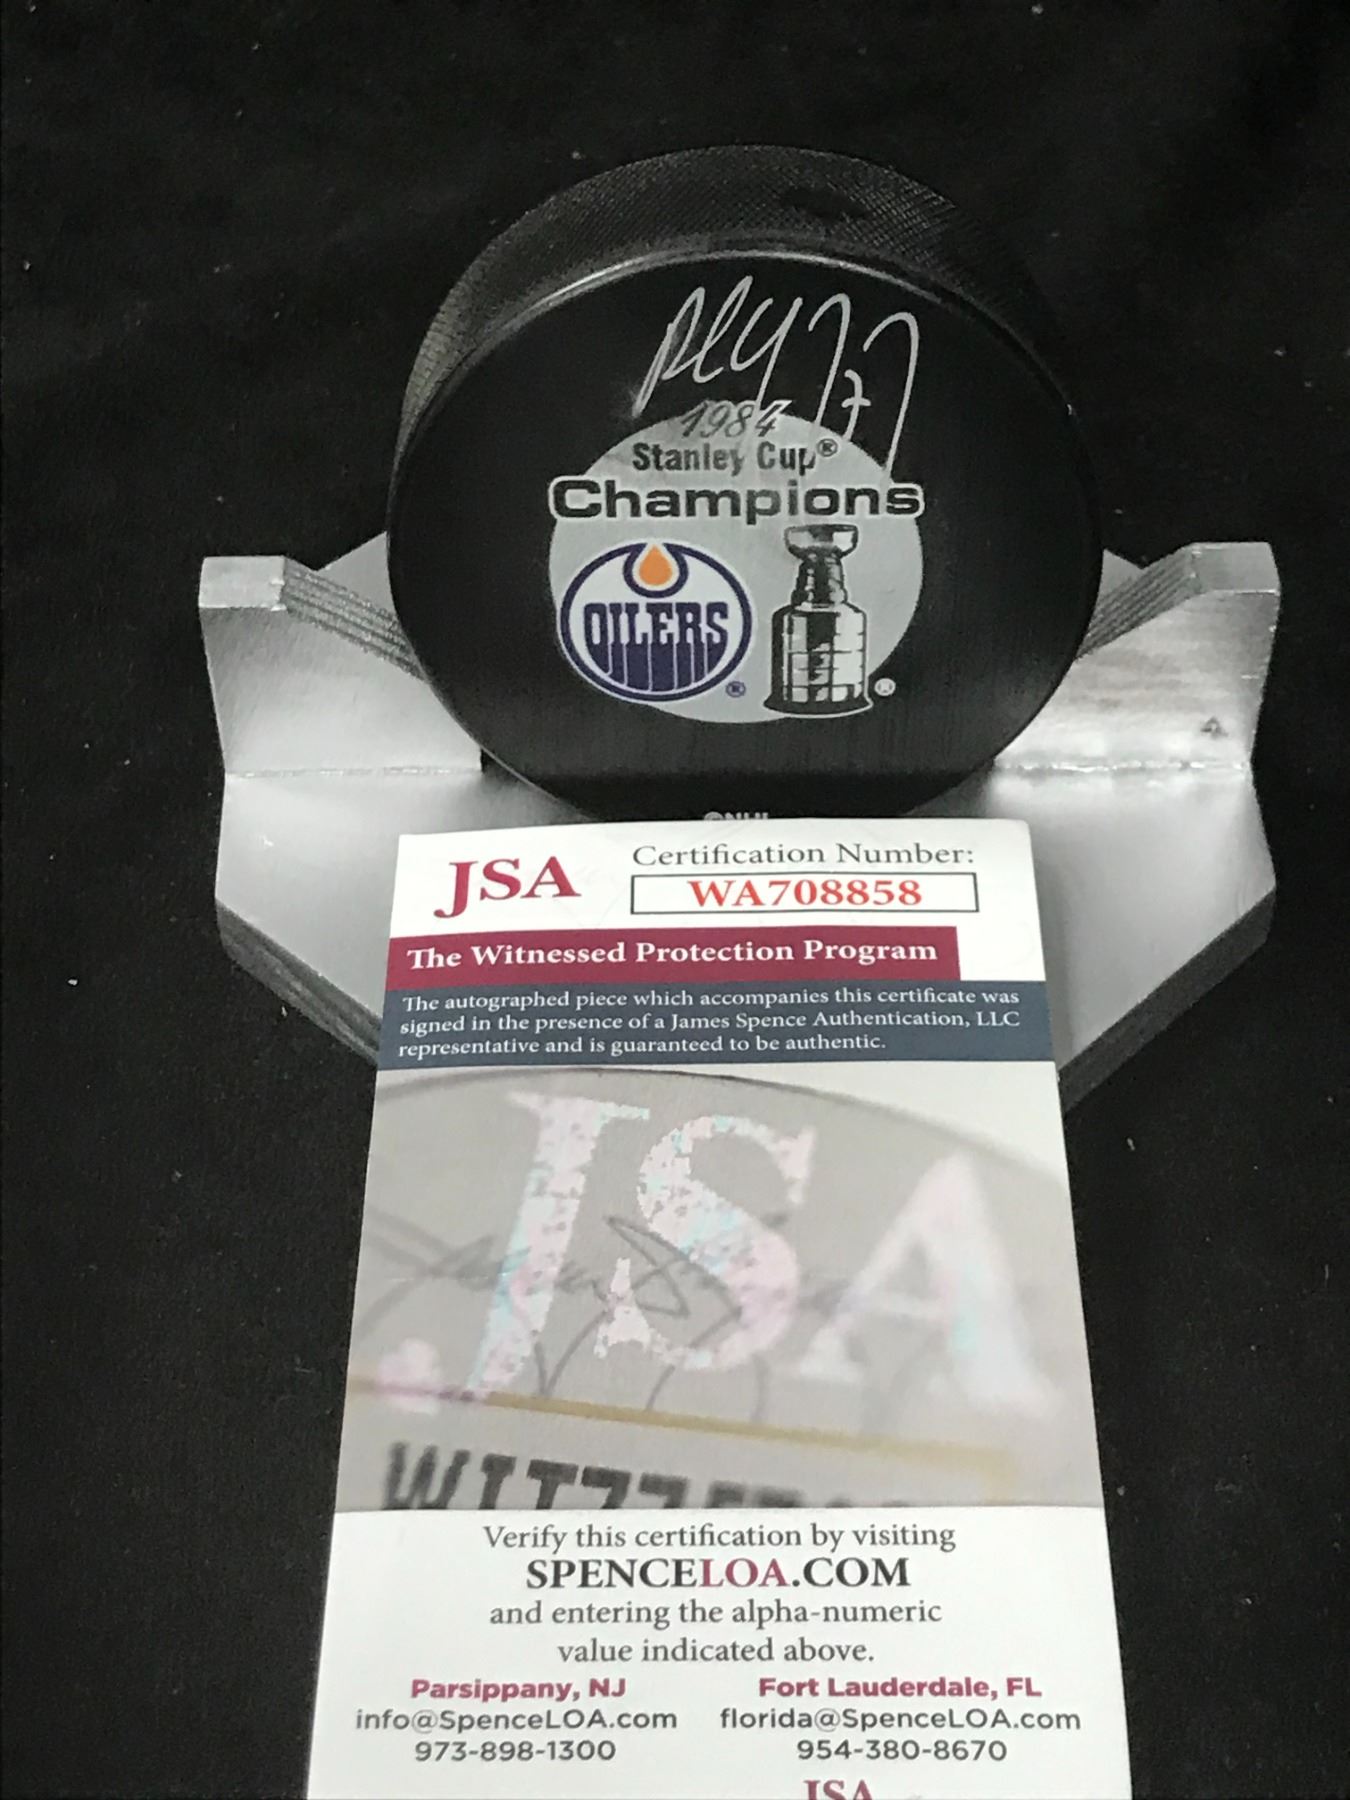 1984
Stanley Cup®
Champions
OILERS ®
®
©NHL
JSA
Certification Number:
WA708858
The Witnessed Protection Program
The autographed piece which accompanies this certificate was
signed in the presence of a James Spence Authentication, LLC
representative and is guaranteed to be authentic.
JSA
Verify this certification by visiting
SPENCELOA.COM
and entering the alpha-numeric
value indicated above.
Parsippany, NJ
info@SpenceLOA.com
973-898-1300
Fort Lauderdale, FL
florida@SpenceLOA.com
954-380-8670
JSA